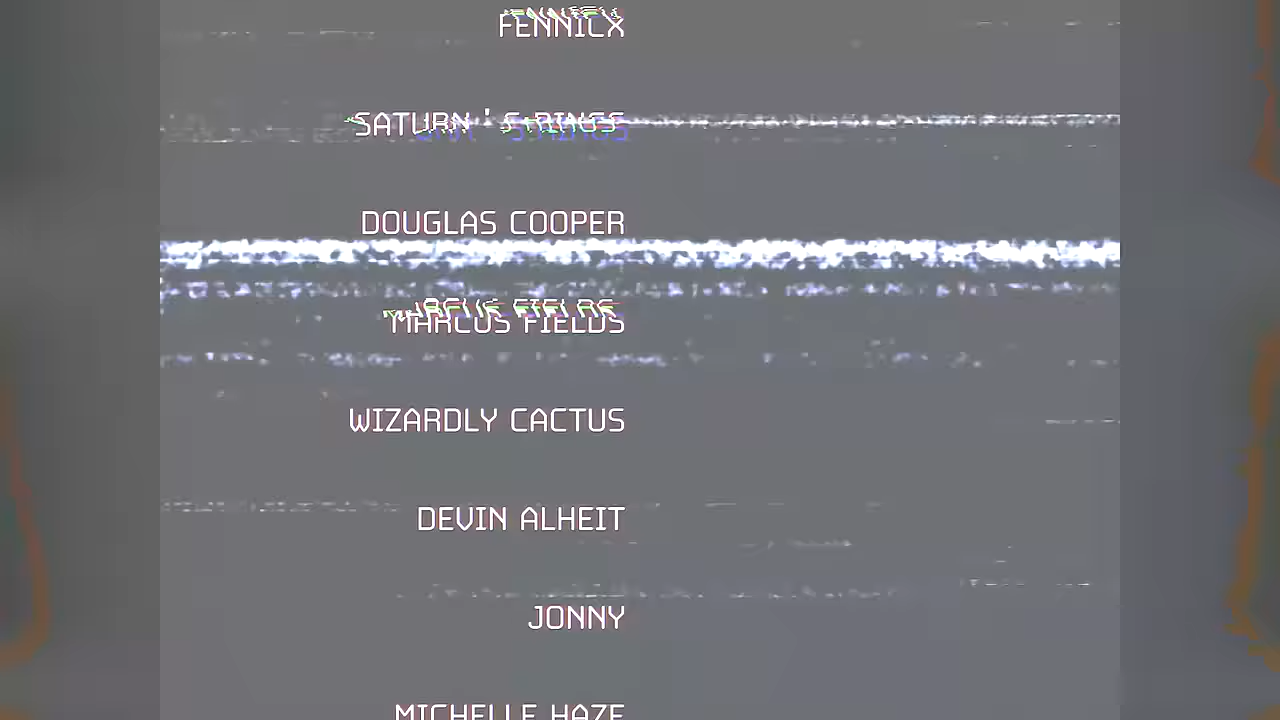 FENNICX
SATURN'S RINGS
DOUGLAS COOPER
MARCUS FIELDS
WIZARDLY CACTUS
DEVIN ALHEIT
JONNY
MICHELLE HAZE